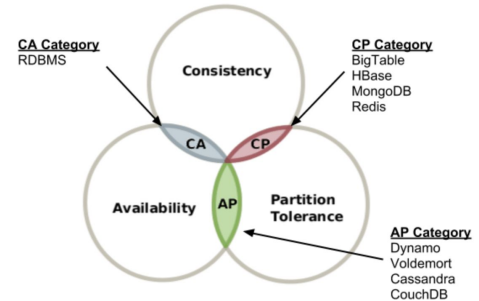 CA Category
RDBMS
CP Category
BigTable
HBase
MongoDB
Redis
Consistency
CA
CP
Availability
AP
Partition
Tolerance
AP Category
Dynamo
Voldemort
Cassandra
CouchDB